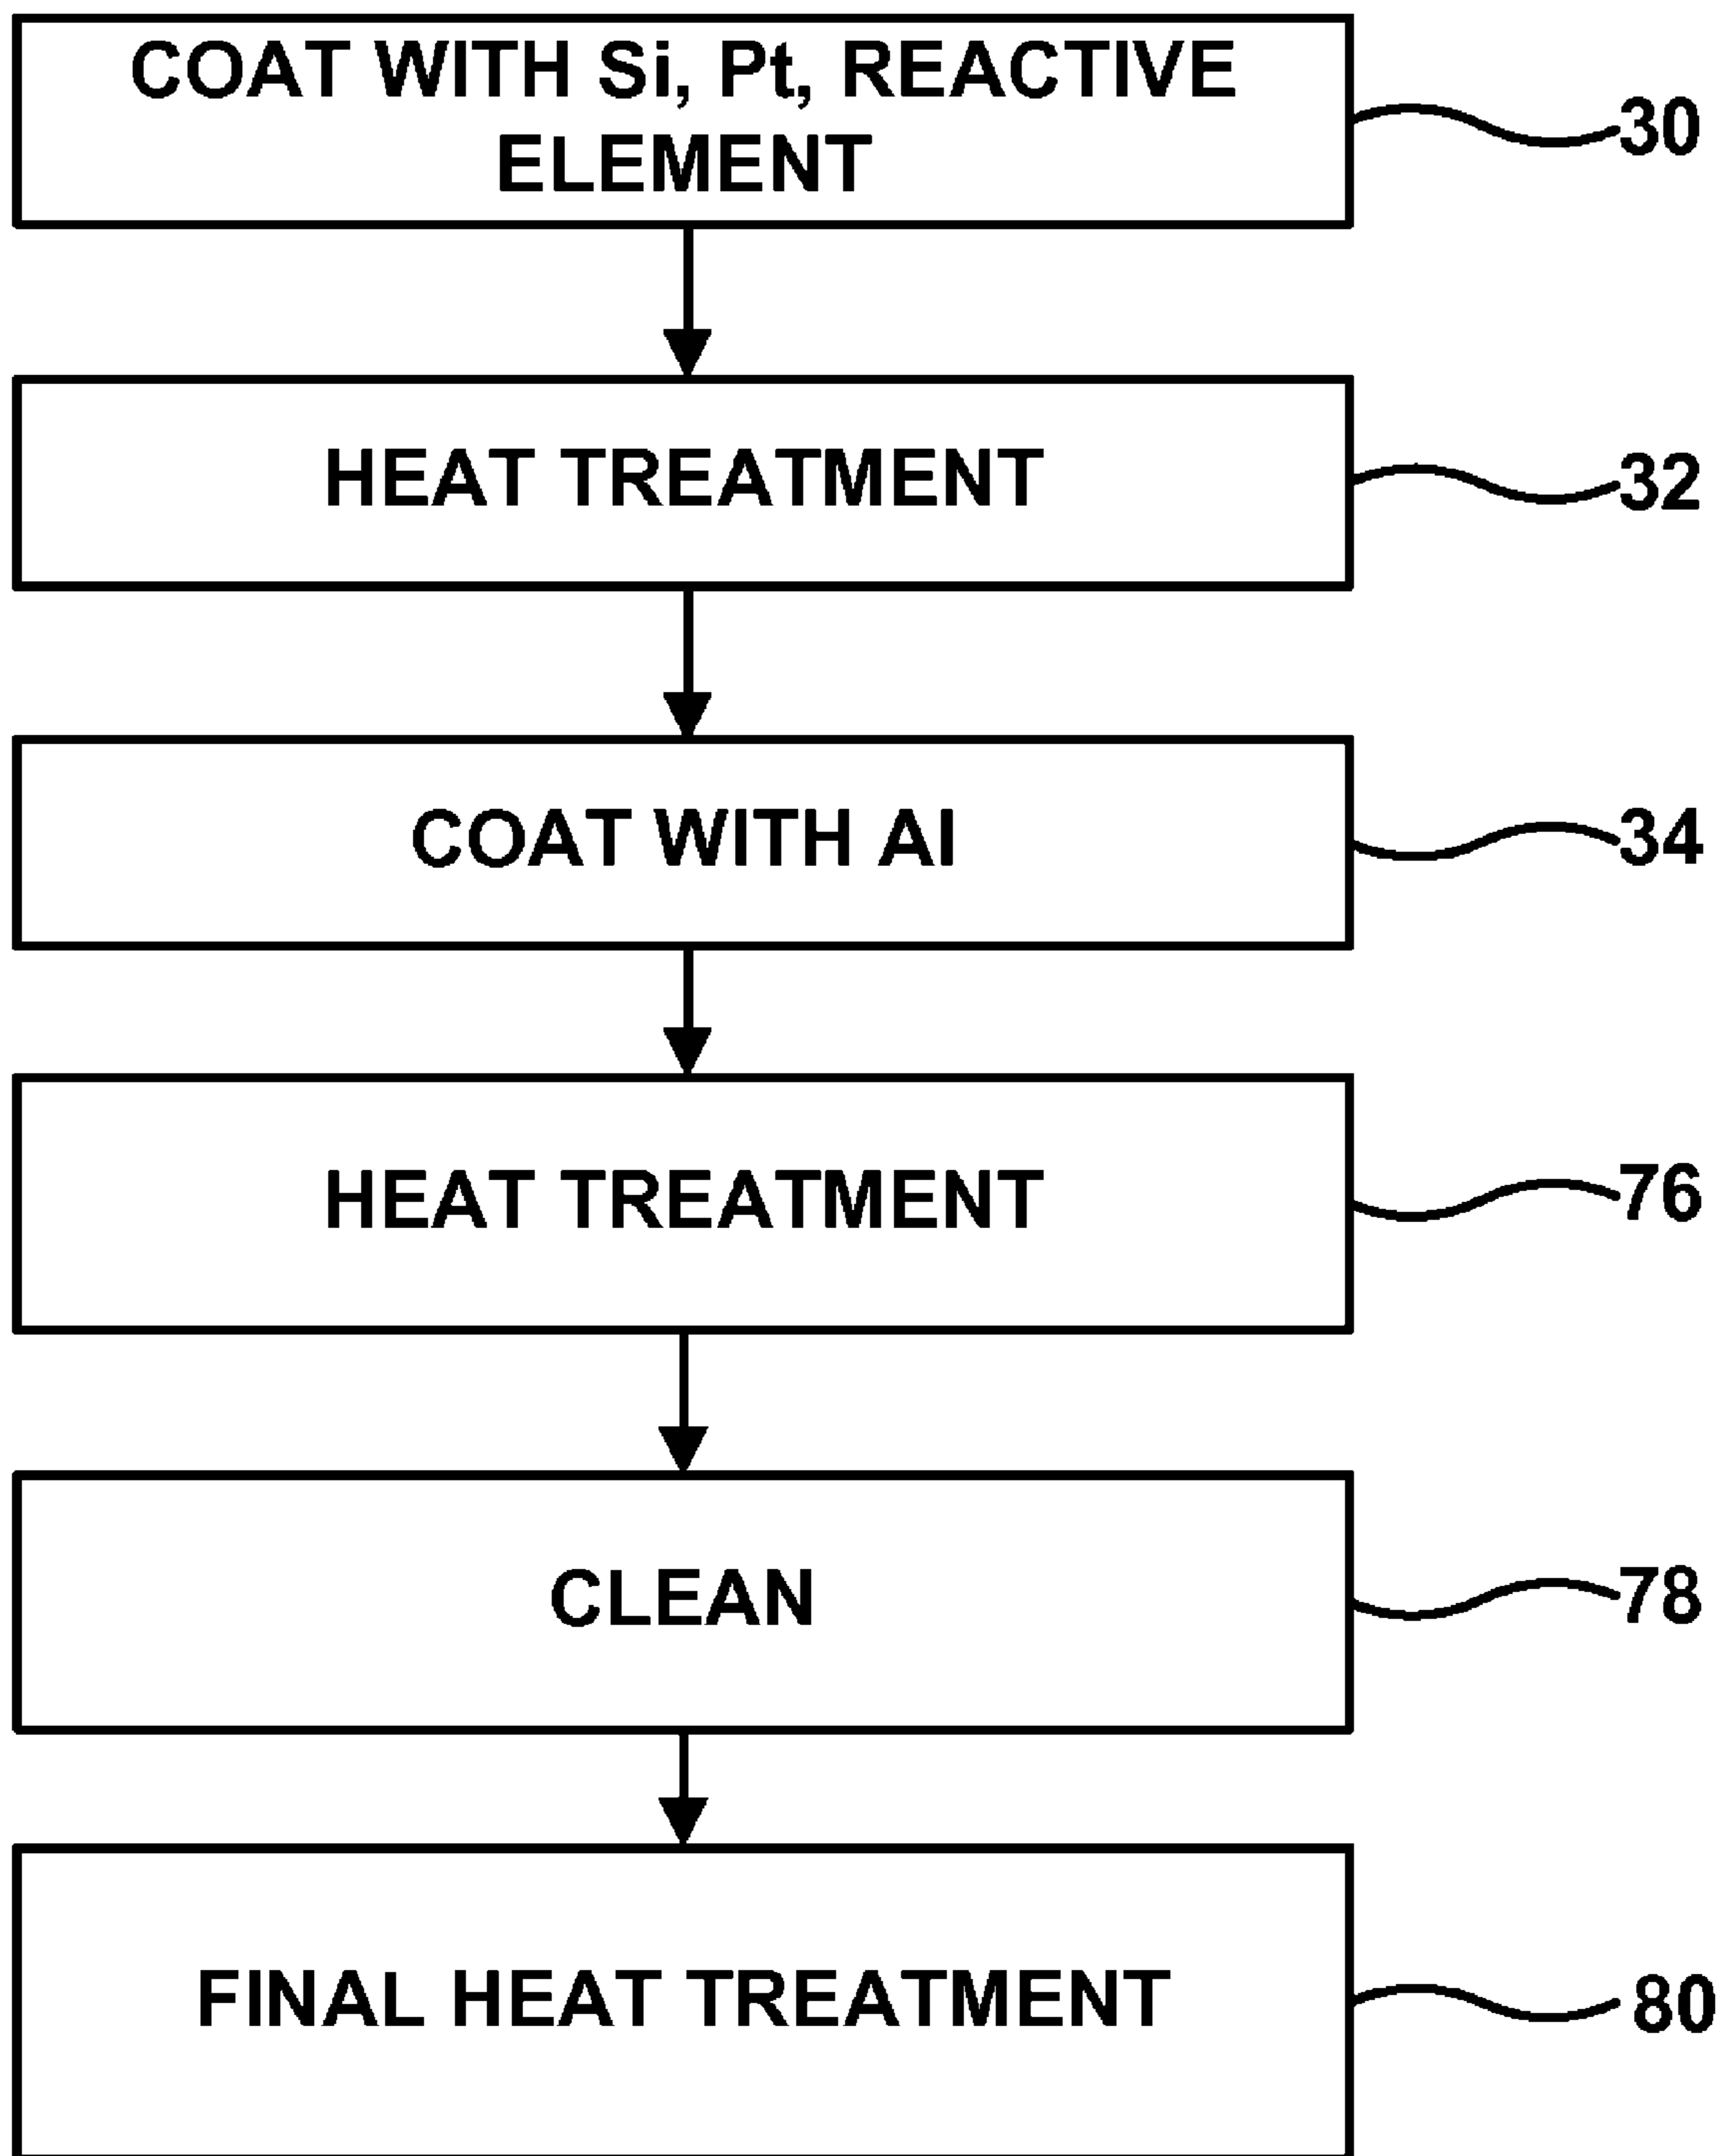 COAT WITH Si, Pt, REACTIVE
ELEMENT
30
HEAT TREATMENT
32
COAT WITH Al
34
HEAT TREATMENT
76
CLEAN
78
FINAL HEAT TREATMENT
80